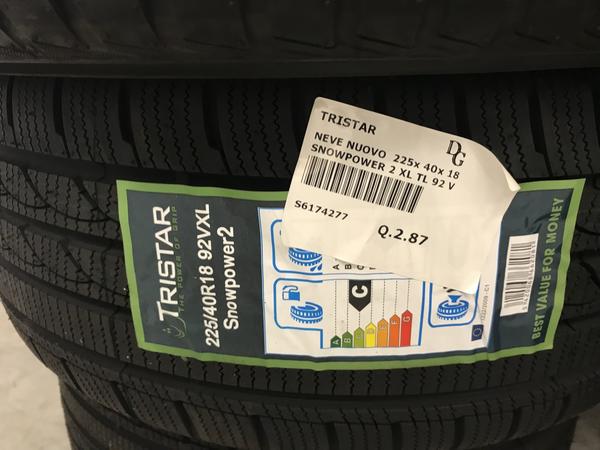 TRISTAR
DG
NEVE NUOVO 225x 40x 18
SNOWPOWER 2 XL TL 92 V
S6174277
Q.2.87
TRISTAR
THE POWER OF GRIP
225/40R18 92VXL
Snowpower2
C
A B C D E F G
BEST VALUE FOR MONEY